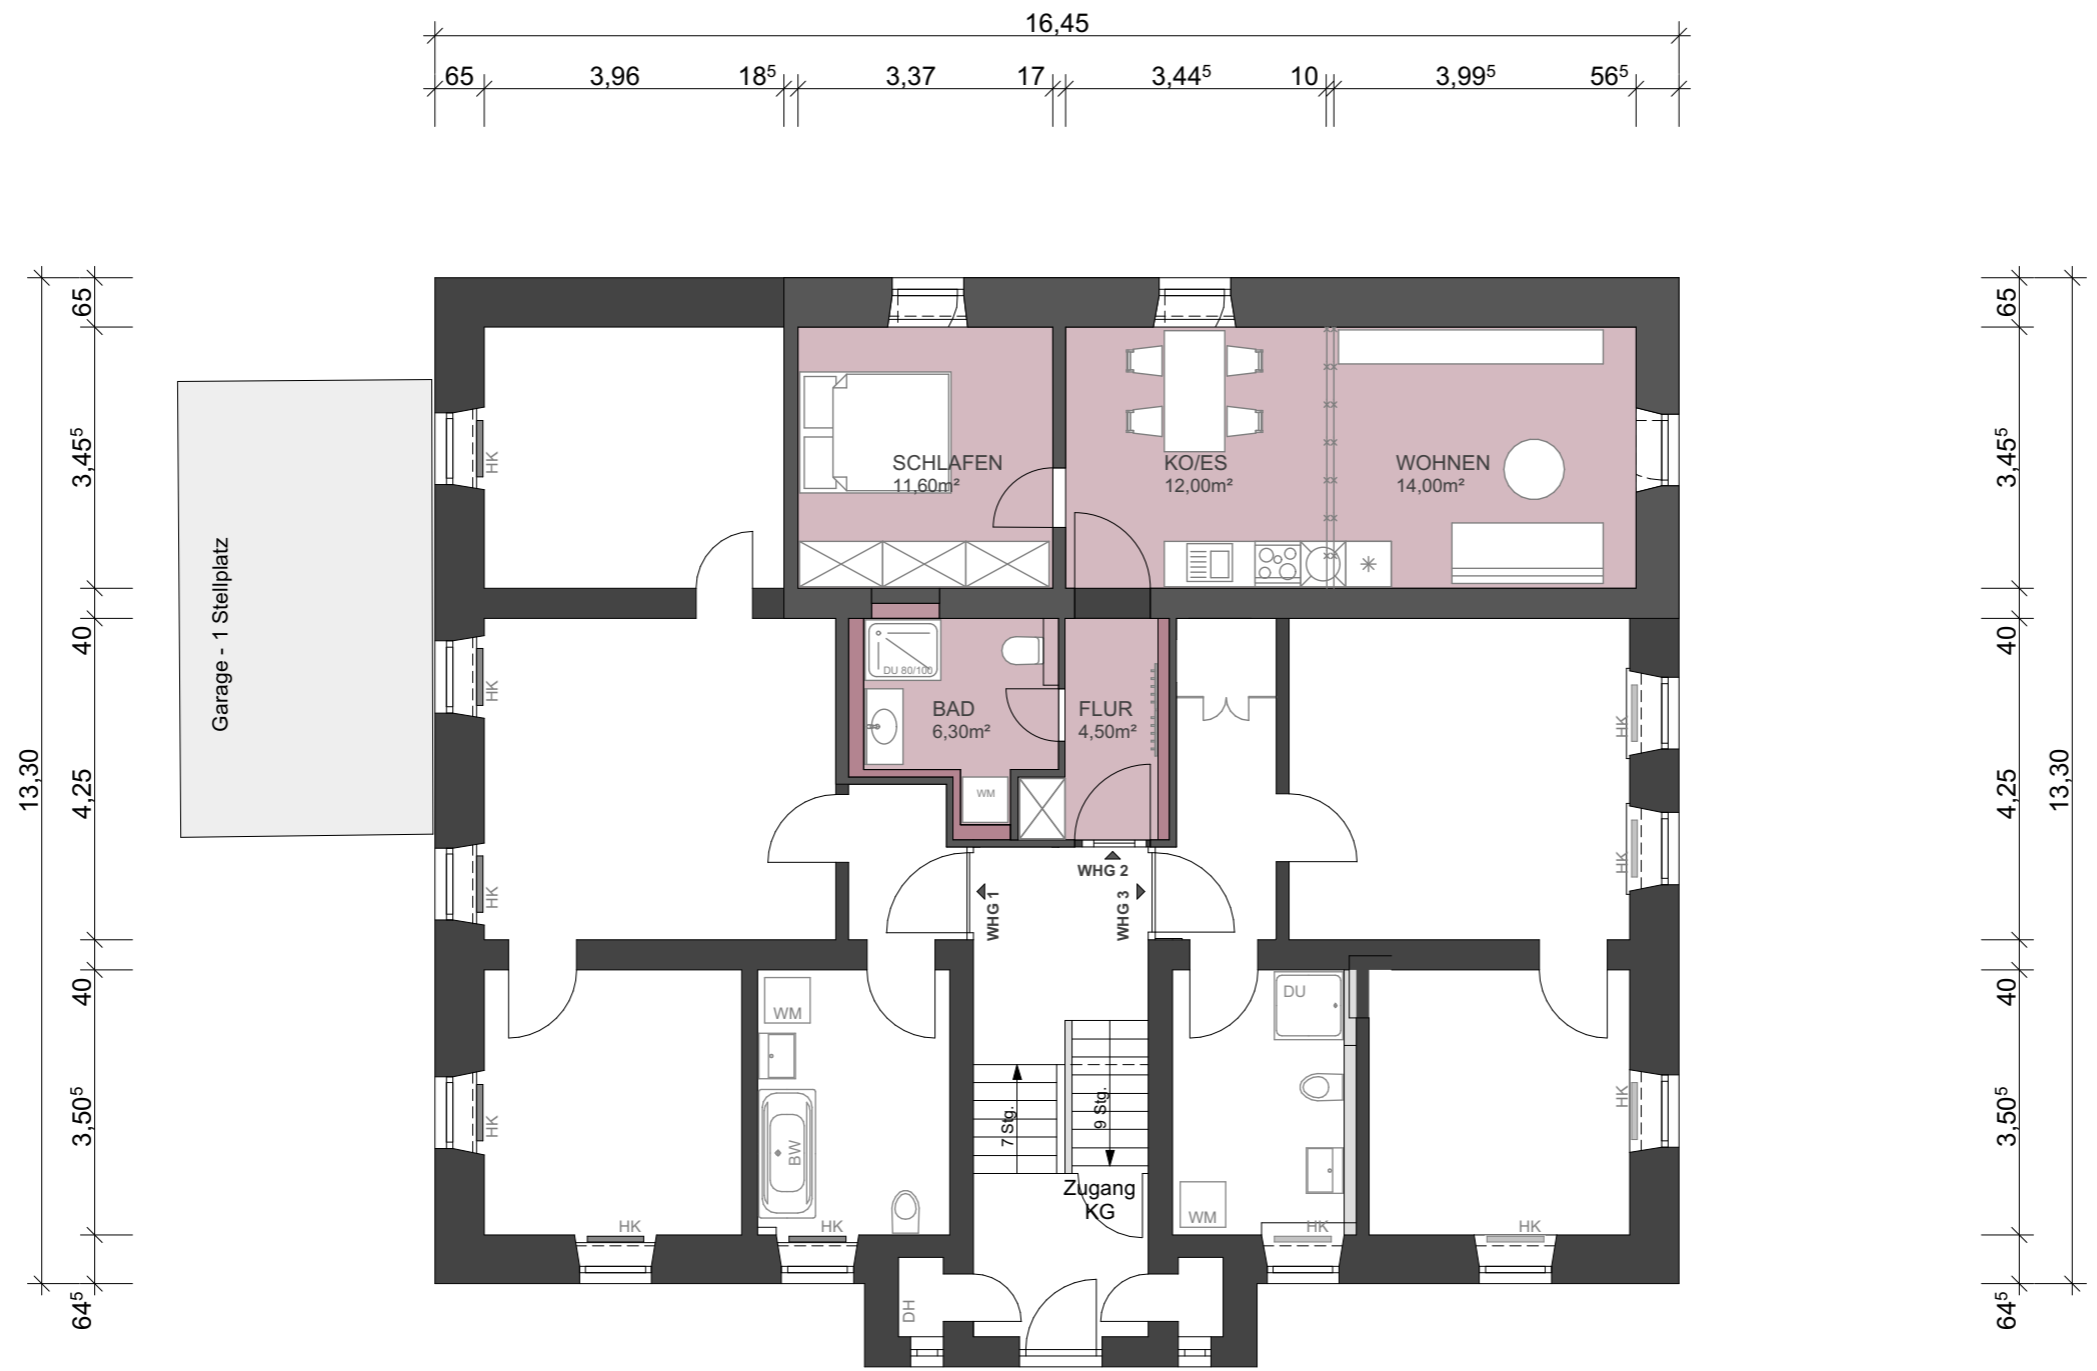 16,45
65 3,96 18⁵ 3,37 17 3,44⁵ 10 3,99⁵ 56⁵
65
3,45⁵
40
4,25
40
3,50⁵
64⁵
13,30
Garage - 1 Stellplatz
HK
HK
HK
HK
SCHLAFEN
11,60m²
KO/ES
12,00m²
WOHNEN
14,00m²
DU 80/100
BAD
6,30m²
WM
FLUR
4,50m²
WHG 2
WHG 1
WHG 3
HK
HK
HK
WM
BW
HK
HK
7 Stg.
9 Stg.
Zugang
KG
DU
WM
HK
HK
DH
65
3,45⁵
40
4,25
40
3,50⁵
64⁵
13,30